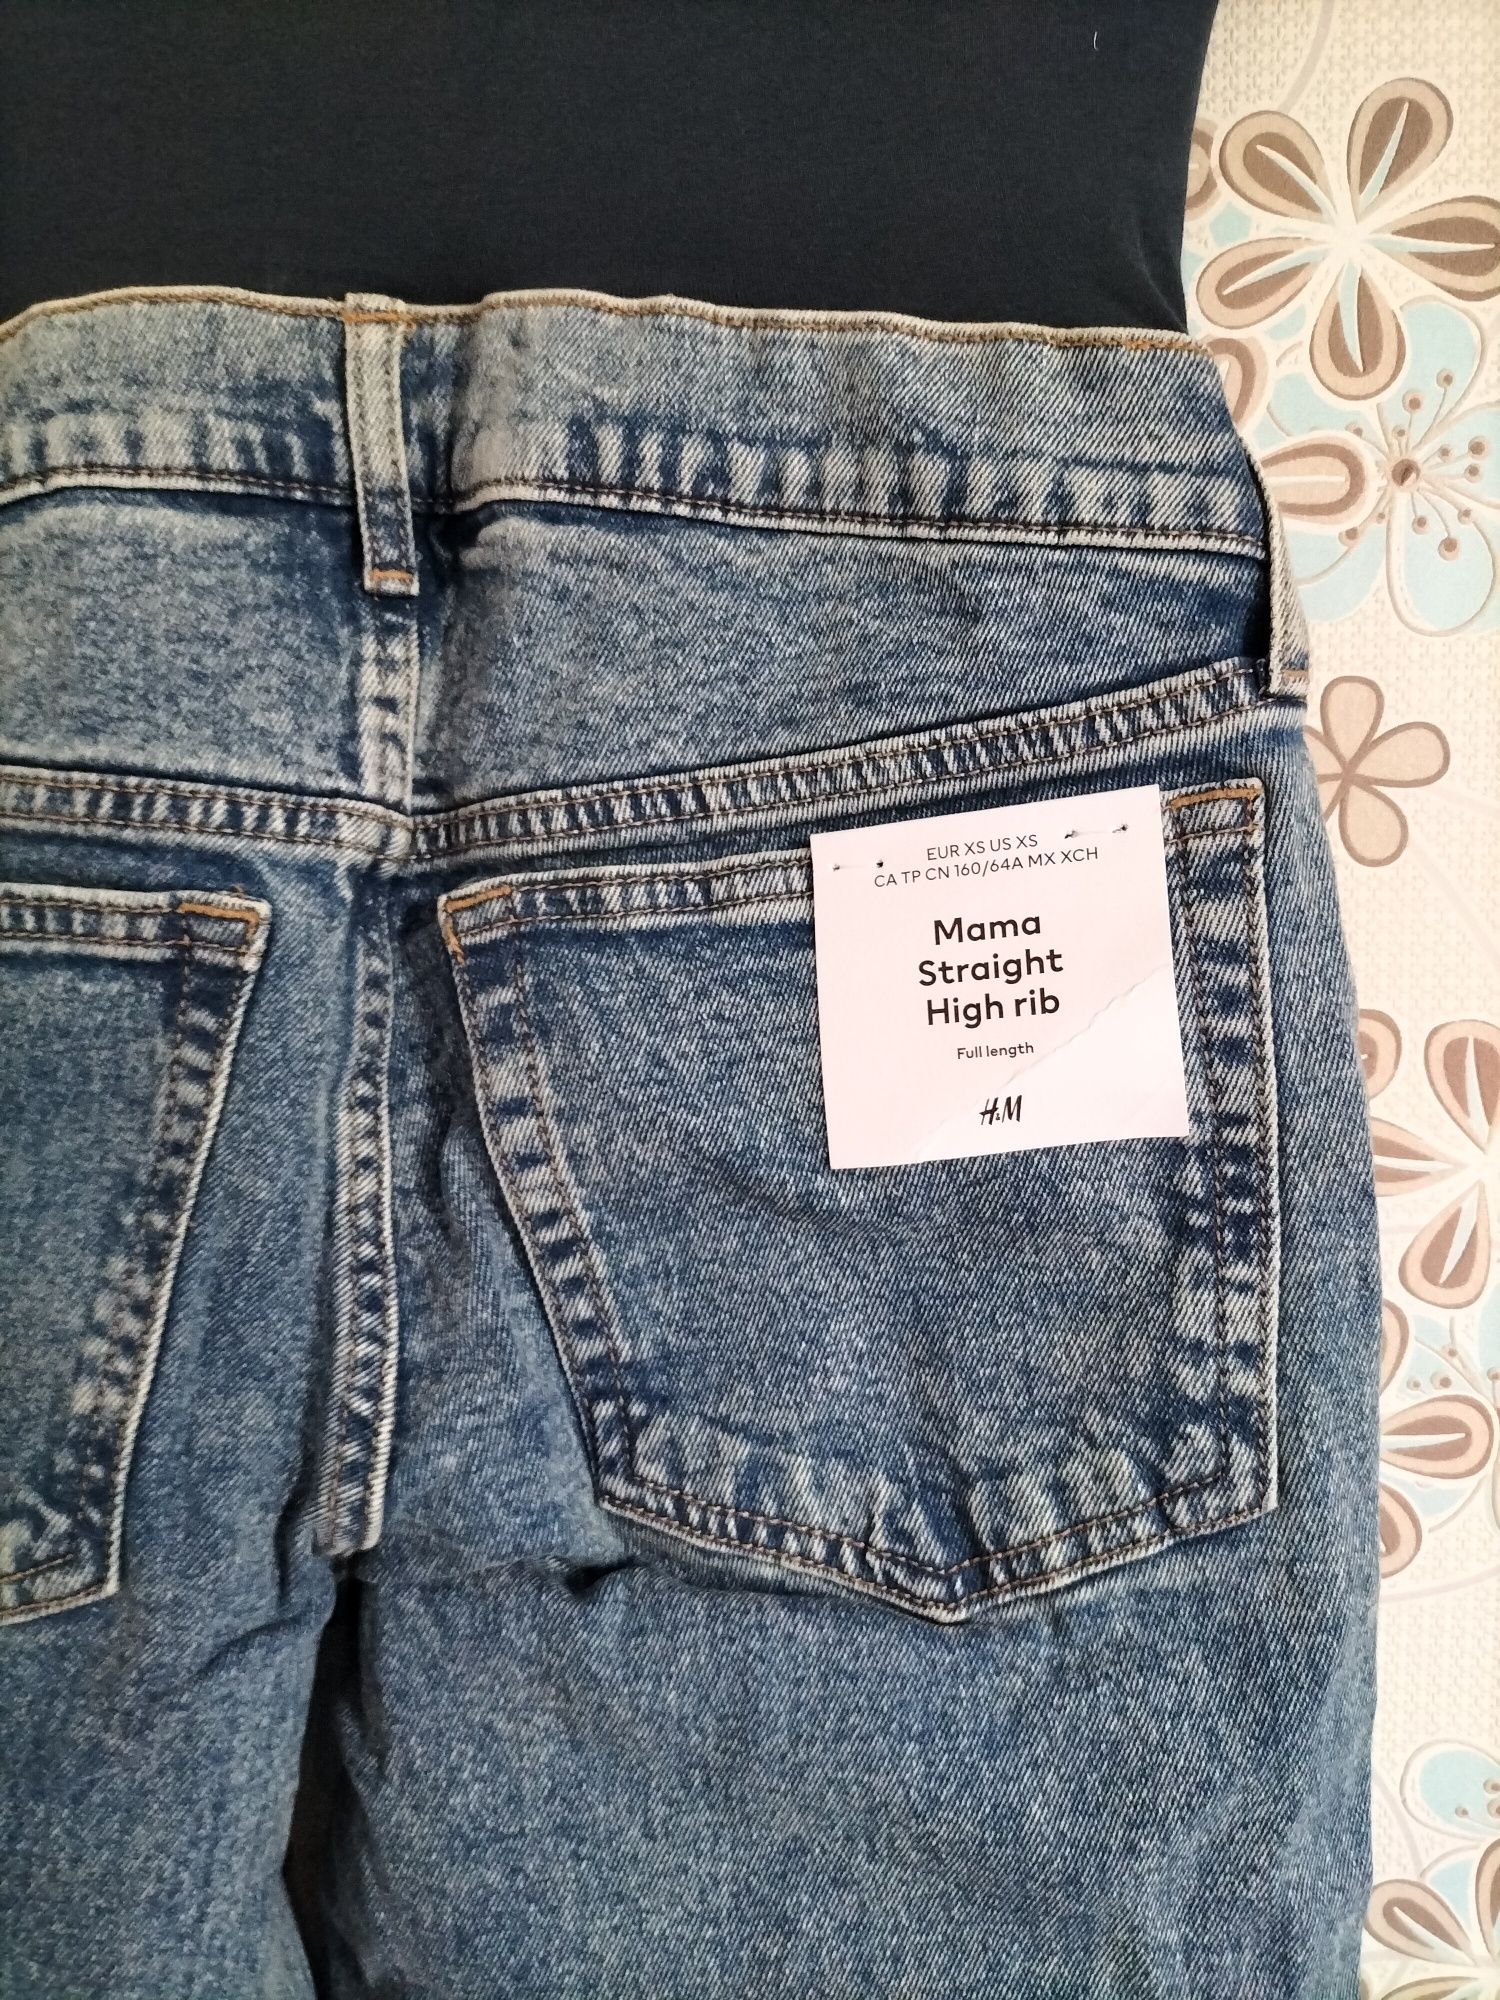 EUR XS US XS
CA TP CN 160/64A MX XCH
Mama
Straight
High rib
Full length
H&M